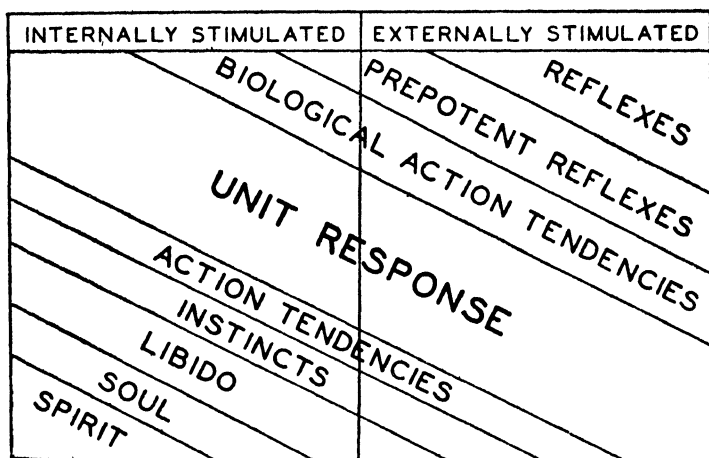 INTERNALLY STIMULATED
EXTERNALLY STIMULATED
REFLEXES
PREPOTENT REFLEXES
BIOLOGICAL ACTION TENDENCIES
UNIT RESPONSE
ACTION TENDENCIES
INSTINCTS
LIBIDO
SOUL
SPIRIT